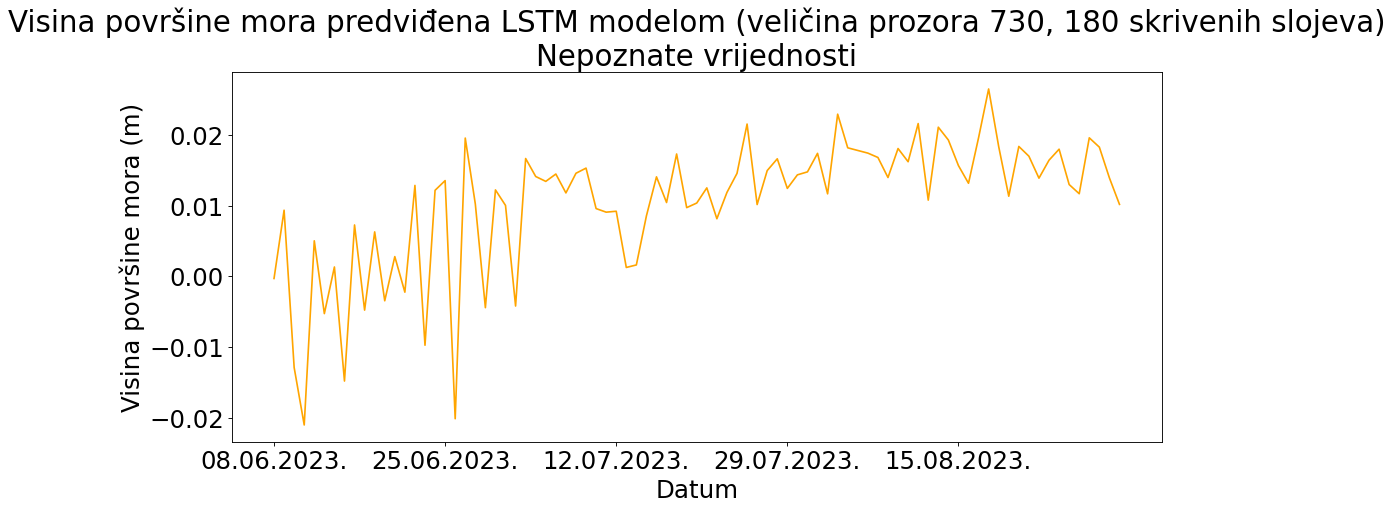 Visina površine mora predviđena LSTM modelom (veličina prozora 730, 180 skrivenih slojeva)
Nepoznate vrijednosti
Visina površine mora (m)
0.02
0.01
0.00
−0.01
−0.02
08.06.2023. 25.06.2023. 12.07.2023. 29.07.2023. 15.08.2023.
Datum